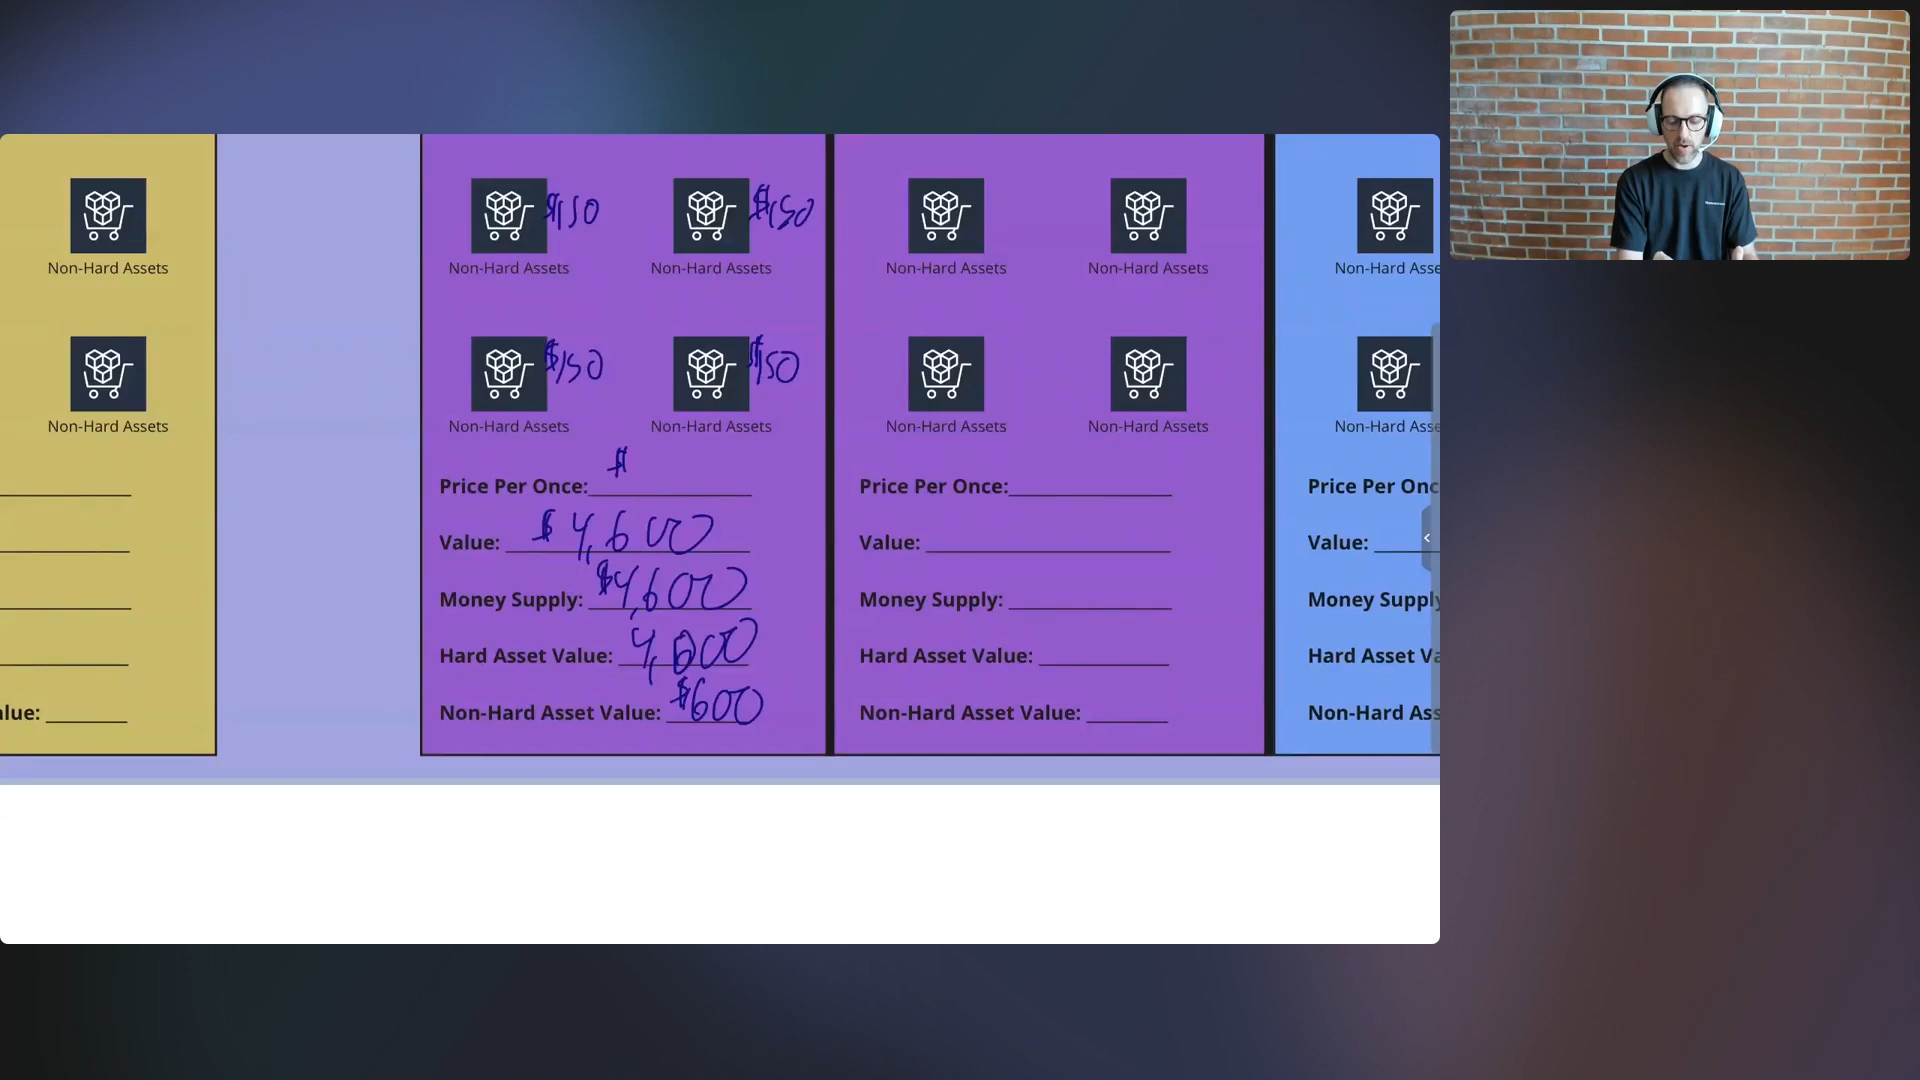 $150
$150
Non-Hard Assets
Non-Hard Assets
Non-Hard Assets
Non-Hard Assets
Non-Hard Assets
Non-Hard Asse
$150
$150
Non-Hard Assets
Non-Hard Assets
Non-Hard Assets
Non-Hard Assets
Non-Hard Assets
Non-Hard Asse
$
Price Per Once:
Price Per Once:
Price Per Onc
Value: $4,600
Value:
Value:
Money Supply: $4,600
Money Supply:
Money Supply
Hard Asset Value: 4,000
Hard Asset Value:
Hard Asset Va
alue:
Non-Hard Asset Value: $600
Non-Hard Asset Value:
Non-Hard Ass